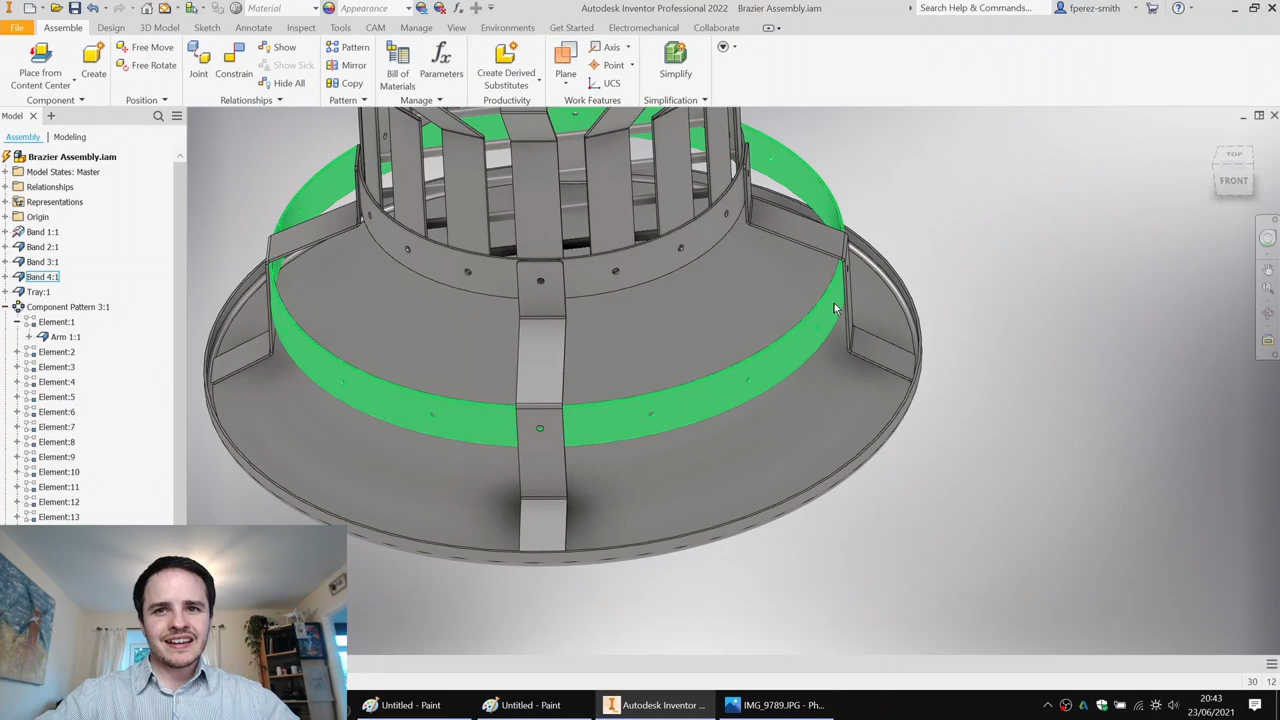 Material
Appearance
Autodesk Inventor Professional 2022 Brazier Assembly.iam
Search Help & Commands...
fperez-smith
File
Assemble
Design
3D Model
Sketch
Annotate
Inspect
Tools
CAM
Manage
View
Environments
Get Started
Electromechanical
Collaborate
Place from
Content Center
Create
Free Move
Free Rotate
Joint
Constrain
Show
Show Sick
Hide All
Pattern
Mirror
Copy
Bill of
Materials
Parameters
Create Derived
Substitutes
Plane
Axis
Point
UCS
Simplify
Component
Position
Relationships
Pattern
Manage
Productivity
Work Features
Simplification
Model
Assembly
Modeling
Brazier Assembly.iam
Model States: Master
Relationships
Representations
Origin
Band 1:1
Band 2:1
Band 3:1
Band 4:1
Tray:1
Component Pattern 3:1
Element:1
Arm 1:1
Element:2
Element:3
Element:4
Element:5
Element:6
Element:7
Element:8
Element:9
Element:10
Element:11
Element:12
Element:13
TOP
FRONT
30 12
Untitled - Paint
Untitled - Paint
Autodesk Inventor ...
IMG_9789.JPG - Ph...
20:43
23/06/2021